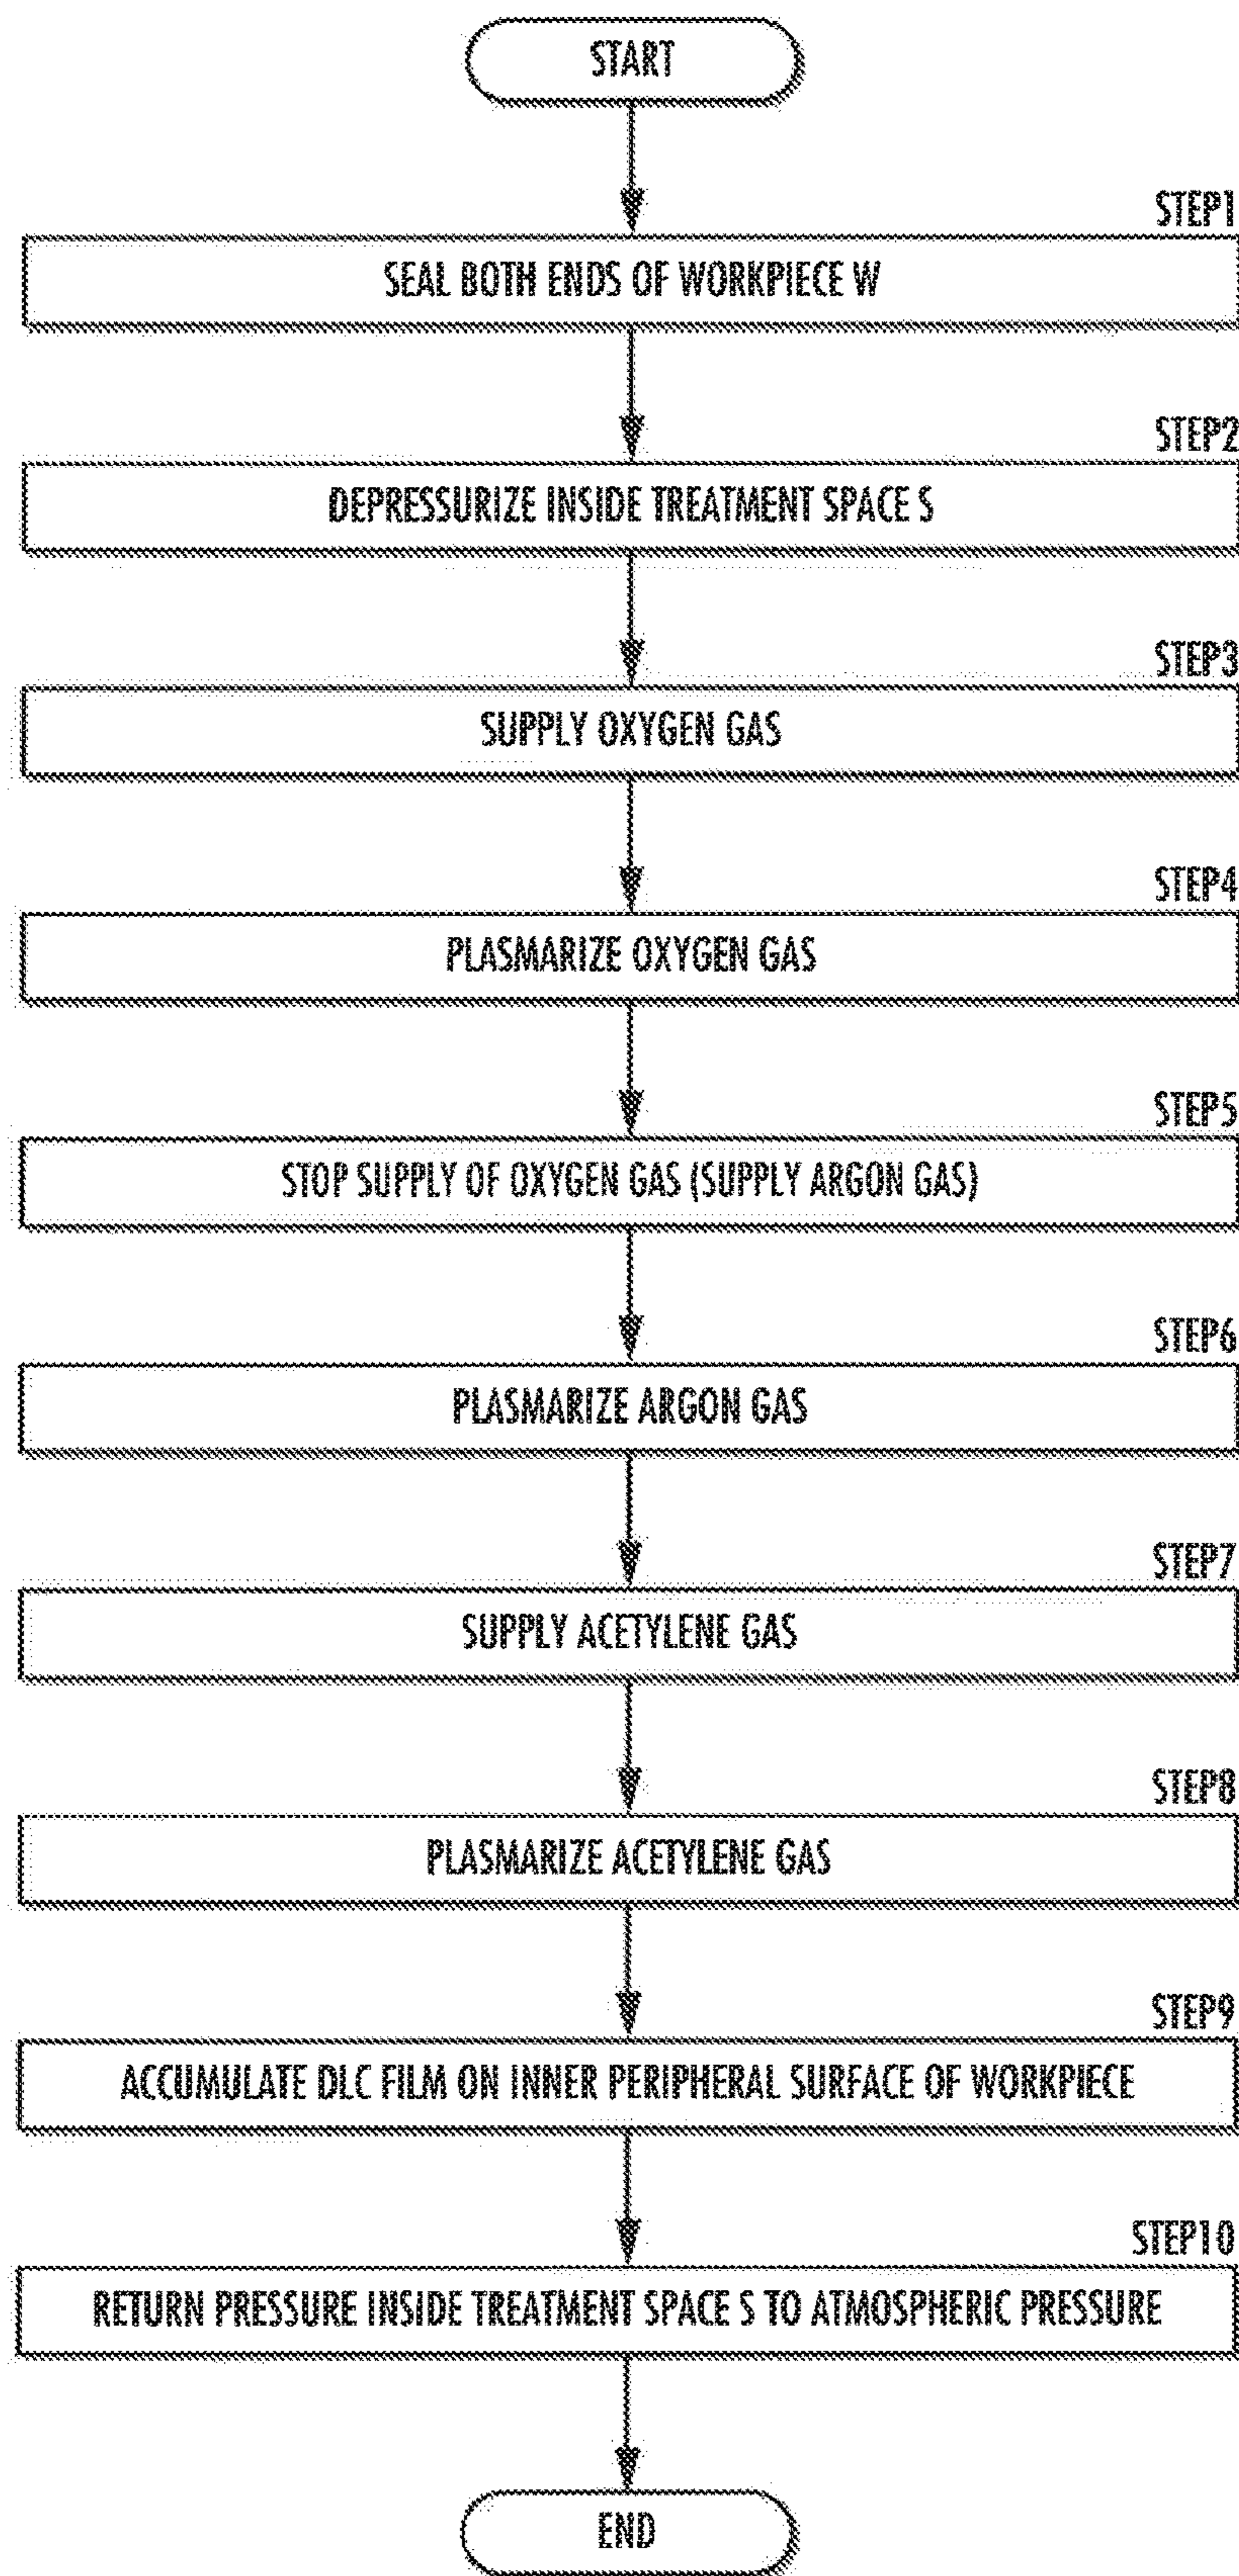 START
STEP1
SEAL BOTH ENDS OF WORKPIECE W
STEP2
DEPRESSURIZE INSIDE TREATMENT SPACE S
STEP3
SUPPLY OXYGEN GAS
STEP4
PLASMARIZE OXYGEN GAS
STEP5
STOP SUPPLY OF OXYGEN GAS (SUPPLY ARGON GAS)
STEP6
PLASMARIZE ARGON GAS
STEP7
SUPPLY ACETYLENE GAS
STEP8
PLASMARIZE ACETYLENE GAS
STEP9
ACCUMULATE DLC FILM ON INNER PERIPHERAL SURFACE OF WORKPIECE
STEP10
RETURN PRESSURE INSIDE TREATMENT SPACE S TO ATMOSPHERIC PRESSURE
END